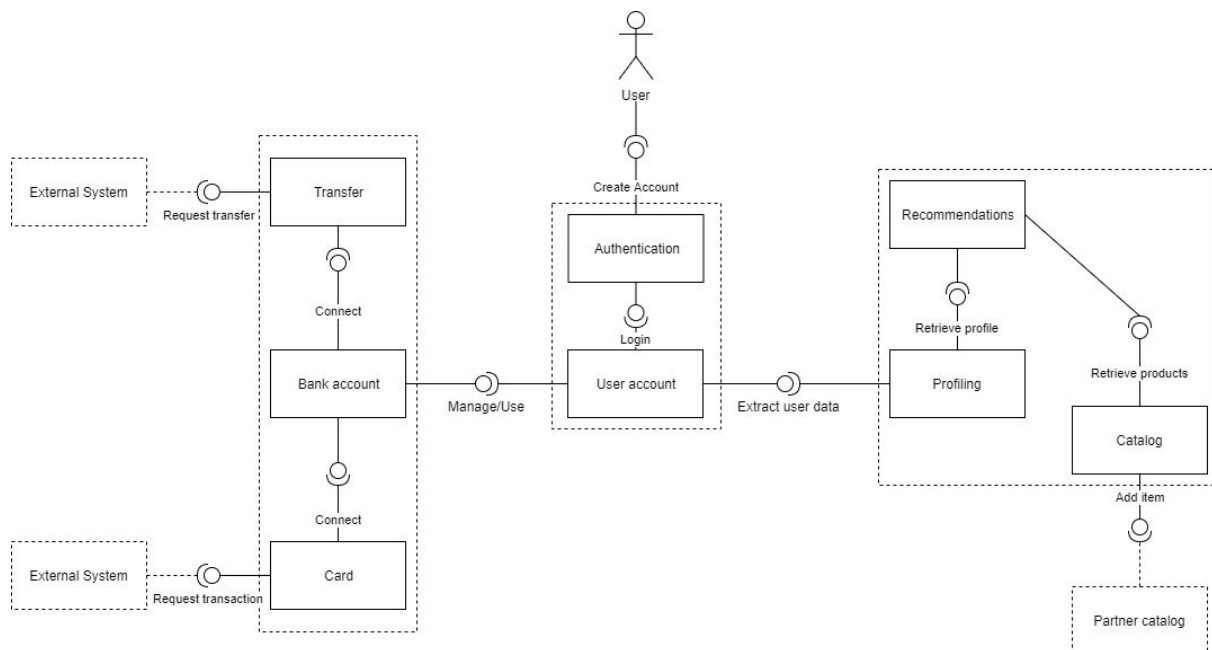 User
External System
Transfer
Request transfer
Create Account
Recommendations
Authentication
Connect
Login
Retrieve profile
Retrieve products
Bank account
Manage/Use
User account
Extract user data
Profiling
Catalog
Add item
Connect
External System
Card
Request transaction
Partner catalog